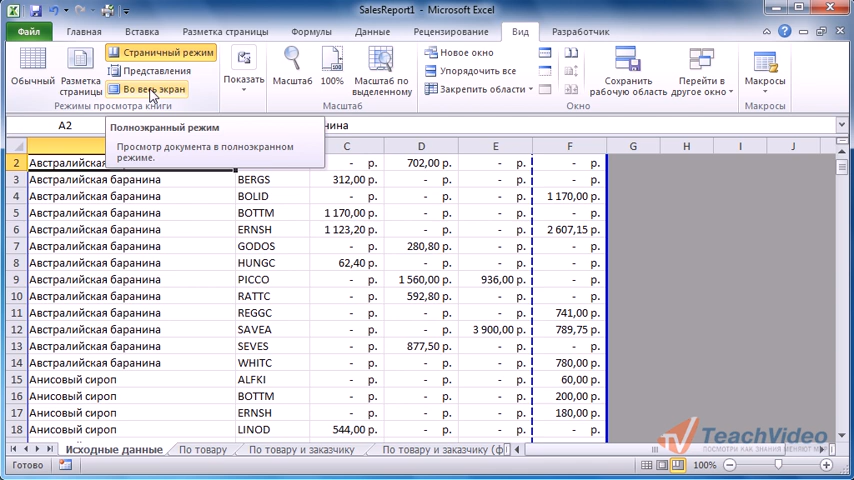 SalesReport1 - Microsoft Excel
Файл Главная Вставка Разметка страницы Формулы Данные Рецензирование Вид Разработчик
Обычный
Разметка страницы
Страничный режим
Представления
Во весь экран
Режимы просмотра книги
Показать
Масштаб
100%
Масштаб по выделенному
Масштаб
Новое окно
Упорядочить все
Закрепить области
Сохранить рабочую область
Перейти в другое окно
Окно
Макросы
Макросы
A2
нина
Полноэкранный режим
Просмотр документа в полноэкранном
режиме.
C D E F G H I J
2 Австралийская - р. 702,00 р. - р. - р.
3 Австралийская баранина BERGS 312,00 р. - р. - р. - р.
4 Австралийская баранина BOLID - р. - р. - р. 1 170,00 р.
5 Австралийская баранина BOTTM 1 170,00 р. - р. - р. - р.
6 Австралийская баранина ERNSH 1 123,20 р. - р. - р. 2 607,15 р.
7 Австралийская баранина GODOS - р. 280,80 р. - р. - р.
8 Австралийская баранина HUNGC 62,40 р. - р. - р. - р.
9 Австралийская баранина PICCO - р. 1 560,00 р. 936,00 р. - р.
10 Австралийская баранина RATTC - р. 592,80 р. - р. - р.
11 Австралийская баранина REGGC - р. - р. - р. 741,00 р.
12 Австралийская баранина SAVEA - р. - р. 3 900,00 р. 789,75 р.
13 Австралийская баранина SEVES - р. 877,50 р. - р. - р.
14 Австралийская баранина WHITC - р. - р. - р. 780,00 р.
15 Анисовый сироп ALFKI - р. - р. - р. 60,00 р.
16 Анисовый сироп BOTTM - р. - р. - р. 200,00 р.
17 Анисовый сироп ERNSH - р. - р. - р. 180,00 р.
18 Анисовый сироп LINOD 544,00 р. - р. - р. - р.
TeachVideo
ПОСМОТРИ КАК ЗНАНИЯ МЕНЯЮТ МИР
Исходные данные По товару По товару и заказчику По товару и заказчику (ф
Готово
100%